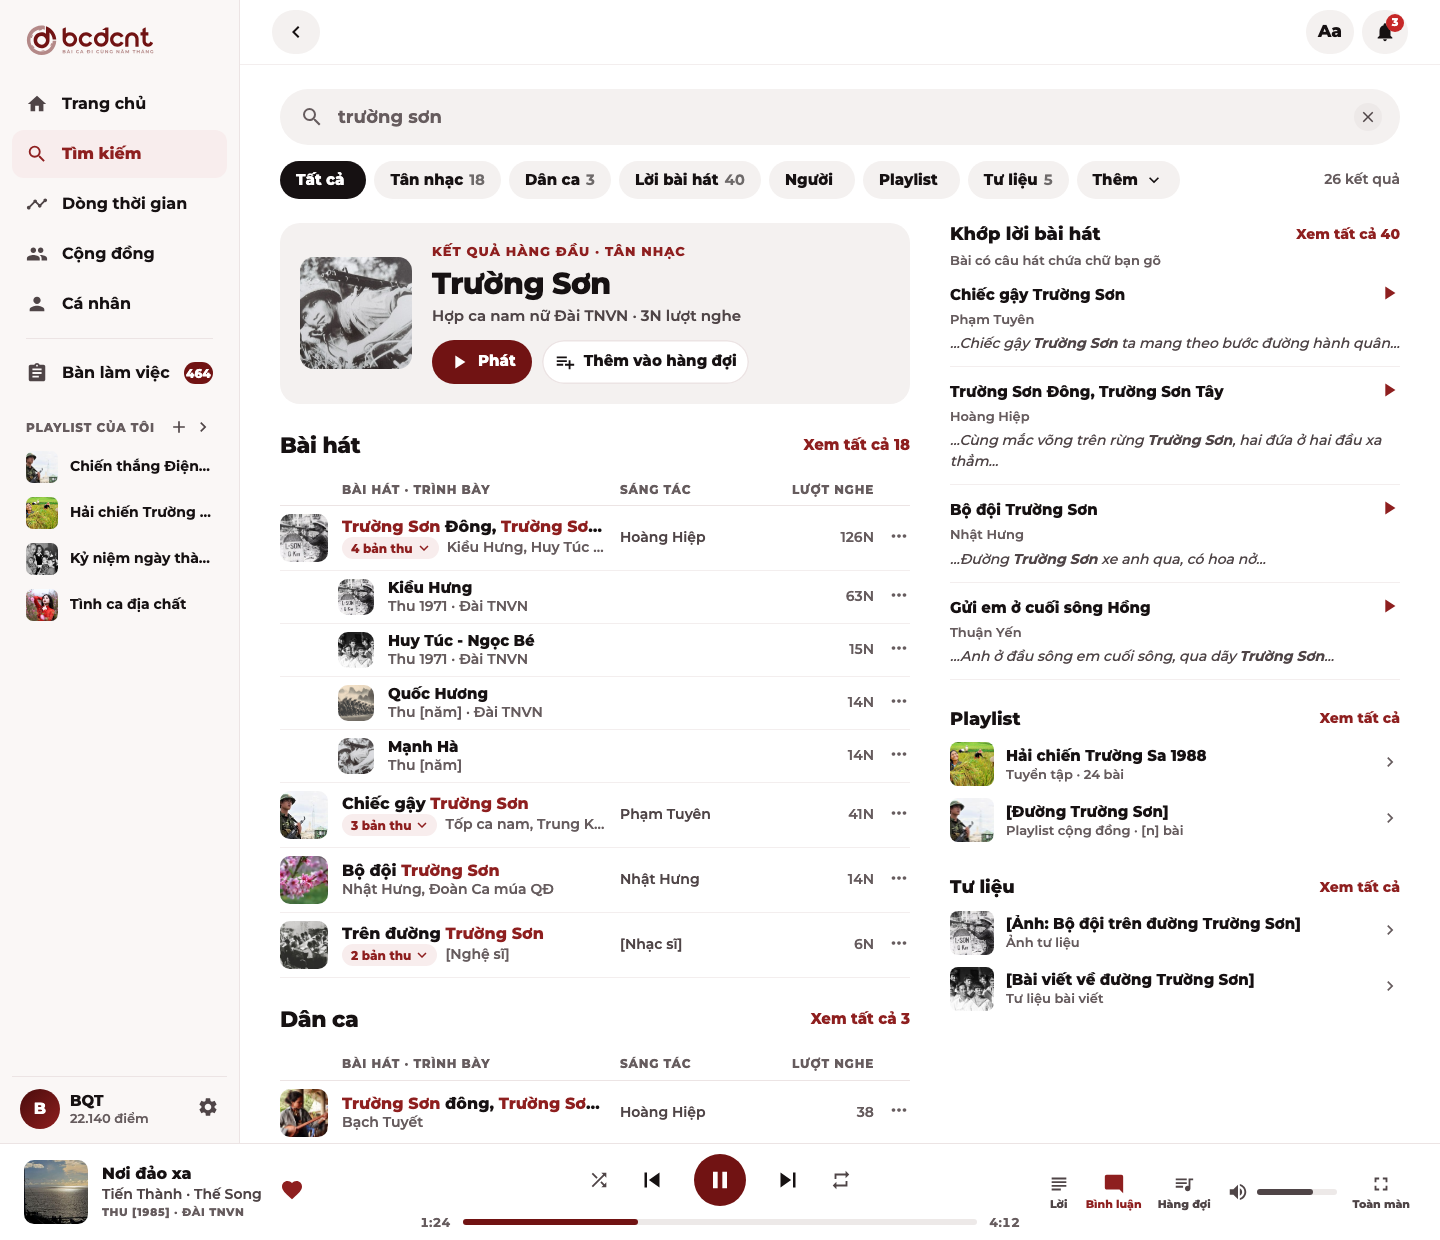 bcdcnt
BÀI CA ĐI CÙNG NĂM THÁNG
Trang chủ
Tìm kiếm
Dòng thời gian
Cộng đồng
Cá nhân
Bàn làm việc 464
PLAYLIST CỦA TÔI
Chiến thắng Điện...
Hải chiến Trường ...
Kỷ niệm ngày thà...
Tình ca địa chất
B
BQT
22.140 điểm
Aa
3
trường sơn
Tất cả
Tân nhạc 18
Dân ca 3
Lời bài hát 40
Người
Playlist
Tư liệu 5
Thêm
26 kết quả
KẾT QUẢ HÀNG ĐẦU · TÂN NHẠC
Trường Sơn
Hợp ca nam nữ Đài TNVN · 3N lượt nghe
Phát
Thêm vào hàng đợi
Bài hát
Xem tất cả 18
BÀI HÁT · TRÌNH BÀY
SÁNG TÁC
LƯỢT NGHE
Trường Sơn Đông, Trường Sơ...
4 bản thu
Kiều Hưng, Huy Túc ...
Hoàng Hiệp
126N
Kiều Hưng
Thu 1971 · Đài TNVN
63N
Huy Túc - Ngọc Bé
Thu 1971 · Đài TNVN
15N
Quốc Hương
Thu [năm] · Đài TNVN
14N
Mạnh Hà
Thu [năm]
14N
Chiếc gậy Trường Sơn
3 bản thu
Tốp ca nam, Trung K...
Phạm Tuyên
41N
Bộ đội Trường Sơn
Nhật Hưng, Đoàn Ca múa QĐ
Nhật Hưng
14N
Trên đường Trường Sơn
2 bản thu
[Nghệ sĩ]
[Nhạc sĩ]
6N
Dân ca
Xem tất cả 3
BÀI HÁT · TRÌNH BÀY
SÁNG TÁC
LƯỢT NGHE
Trường Sơn đông, Trường Sơ...
Bạch Tuyết
Hoàng Hiệp
38
Khớp lời bài hát
Xem tất cả 40
Bài có câu hát chứa chữ bạn gõ
Chiếc gậy Trường Sơn
Phạm Tuyên
...Chiếc gậy Trường Sơn ta mang theo bước đường hành quân...
Trường Sơn Đông, Trường Sơn Tây
Hoàng Hiệp
...Cùng mắc võng trên rừng Trường Sơn, hai đứa ở hai đầu xa
thẳm...
Bộ đội Trường Sơn
Nhật Hưng
...Đường Trường Sơn xe anh qua, có hoa nở...
Gửi em ở cuối sông Hồng
Thuận Yến
...Anh ở đầu sông em cuối sông, qua dãy Trường Sơn...
Playlist
Xem tất cả
Hải chiến Trường Sa 1988
Tuyển tập · 24 bài
[Đường Trường Sơn]
Playlist cộng đồng · [n] bài
Tư liệu
Xem tất cả
[Ảnh: Bộ đội trên đường Trường Sơn]
Ảnh tư liệu
[Bài viết về đường Trường Sơn]
Tư liệu bài viết
Nơi đảo xa
Tiến Thành · Thế Song
THU [1985] · ĐÀI TNVN
1:24
4:12
Lời
Bình luận
Hàng đợi
Toàn màn